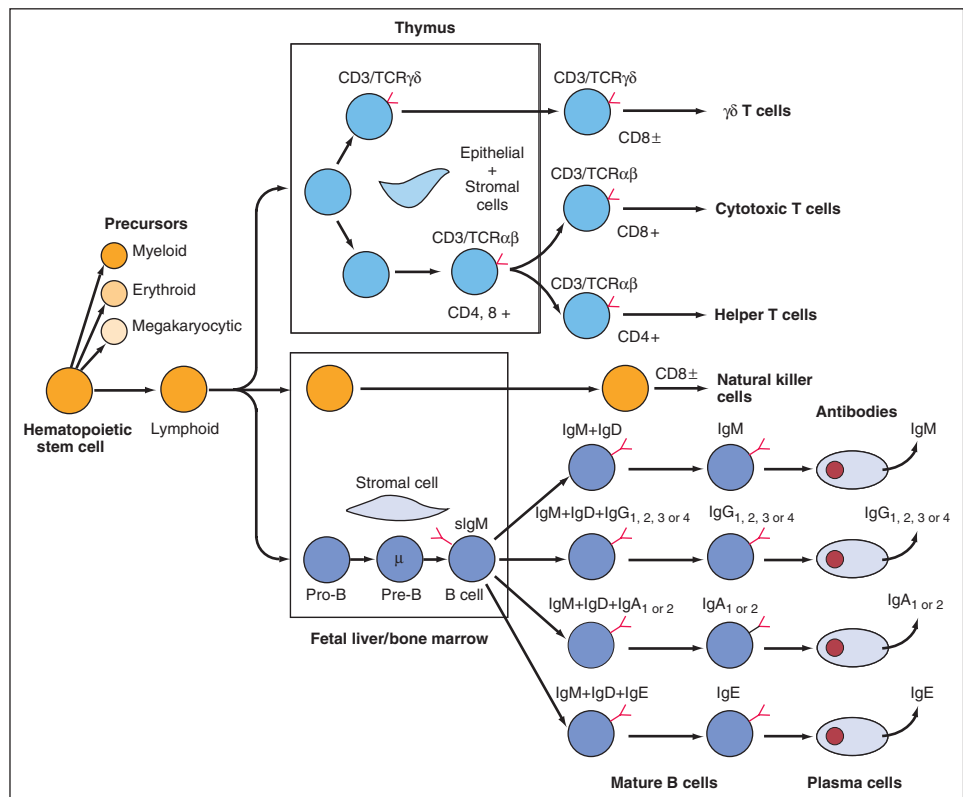 Thymus
CD3/TCRγδ
CD3/TCRγδ
γδ T cells
CD8±
Epithelial
+
Stromal
cells
CD3/TCRαβ
Cytotoxic T cells
CD8+
CD3/TCRαβ
CD4, 8 +
CD3/TCRαβ
Helper T cells
CD4+
Precursors
Myeloid
Erythroid
Megakaryocytic
Hematopoietic
stem cell
Lymphoid
CD8±
Natural killer
cells
Antibodies
Stromal cell
sIgM
μ
Pro-B
Pre-B
B cell
Fetal liver/bone marrow
IgM+IgD
IgM
IgM
IgM+IgD+IgG1, 2, 3 or 4
IgG1, 2, 3 or 4
IgG1, 2, 3 or 4
IgM+IgD+IgA1 or 2
IgA1 or 2
IgA1 or 2
IgM+IgD+IgE
IgE
IgE
Mature B cells
Plasma cells